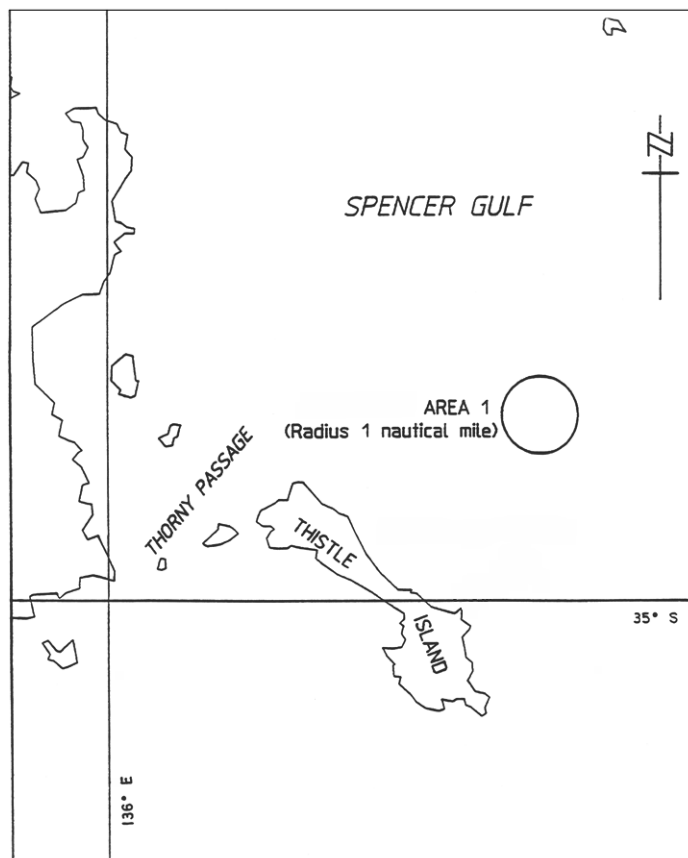 SPENCER GULF
N
AREA 1
(Radius 1 nautical mile)
THORNY PASSAGE
THISTLE
ISLAND
35° S
136° E